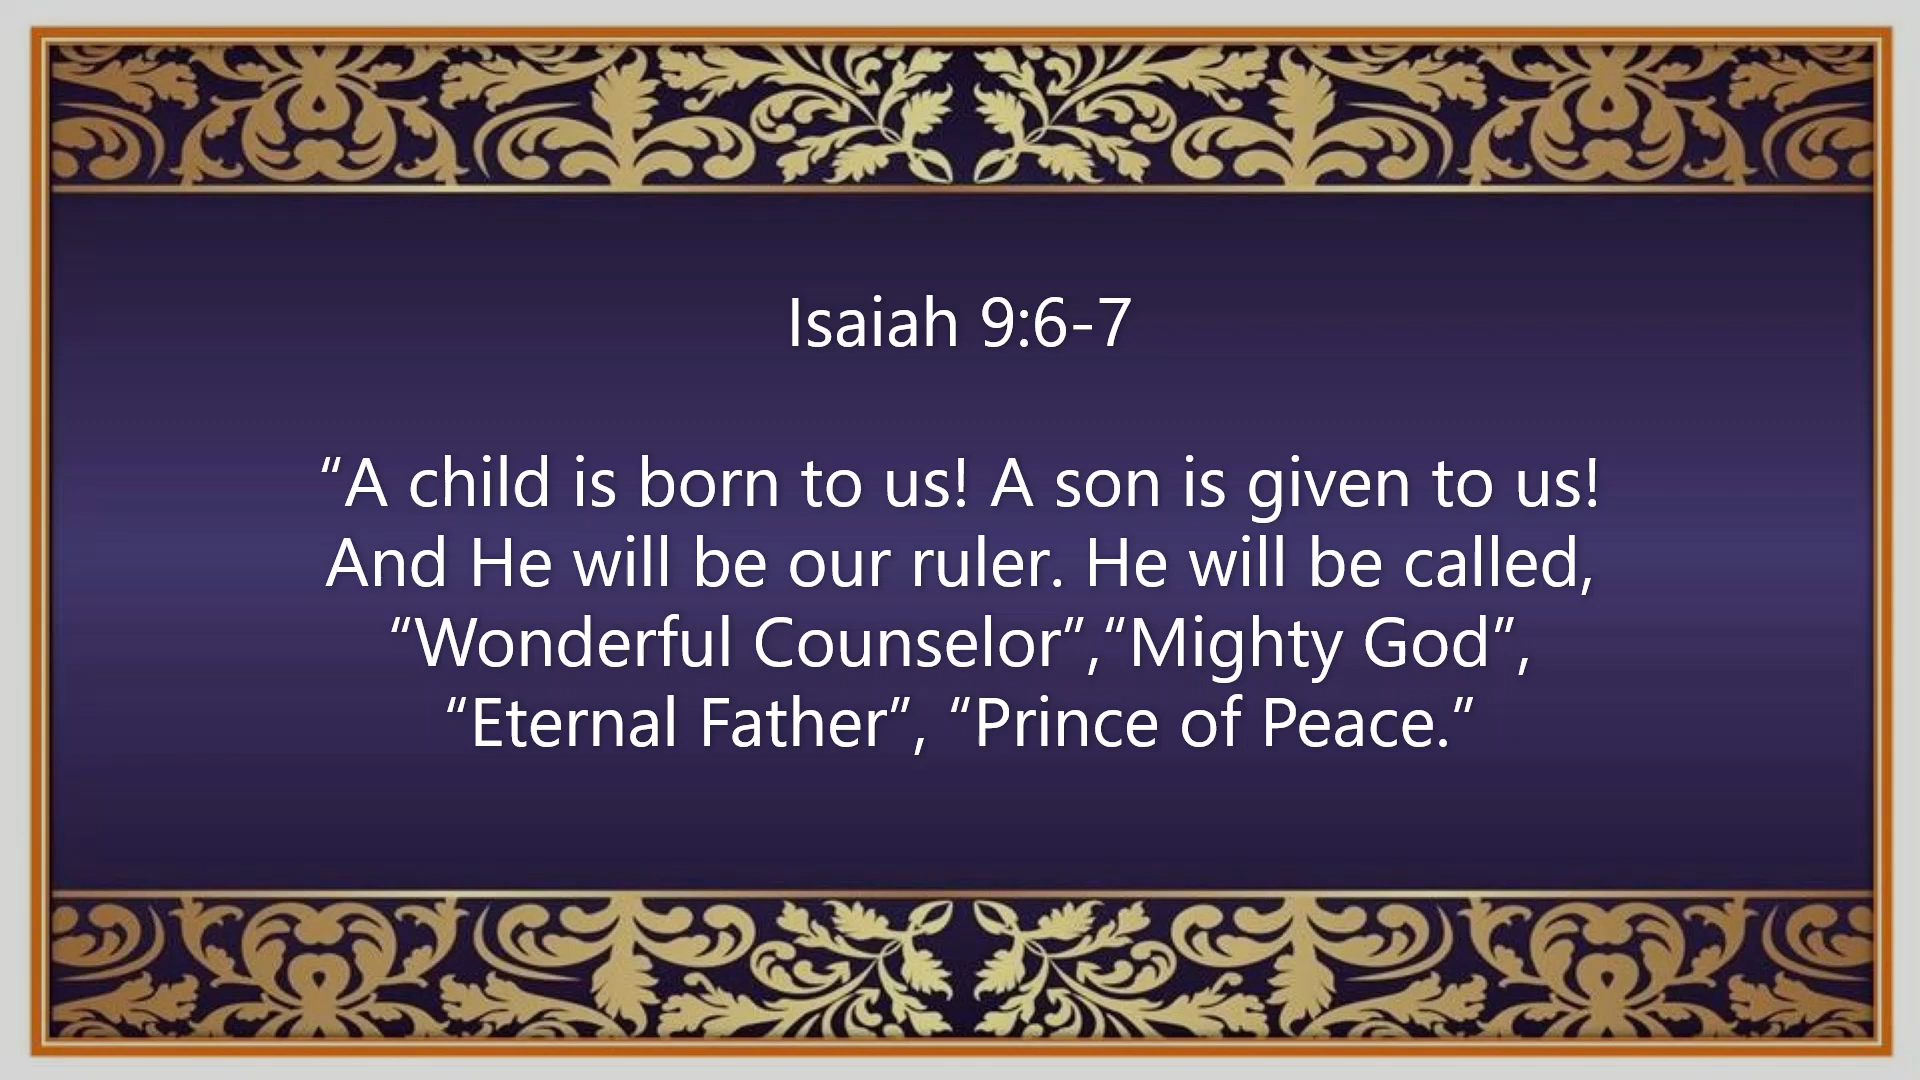 Isaiah 9:6-7
“A child is born to us! A son is given to us!
And He will be our ruler. He will be called,
“Wonderful Counselor”,“Mighty God”,
“Eternal Father”, “Prince of Peace.”